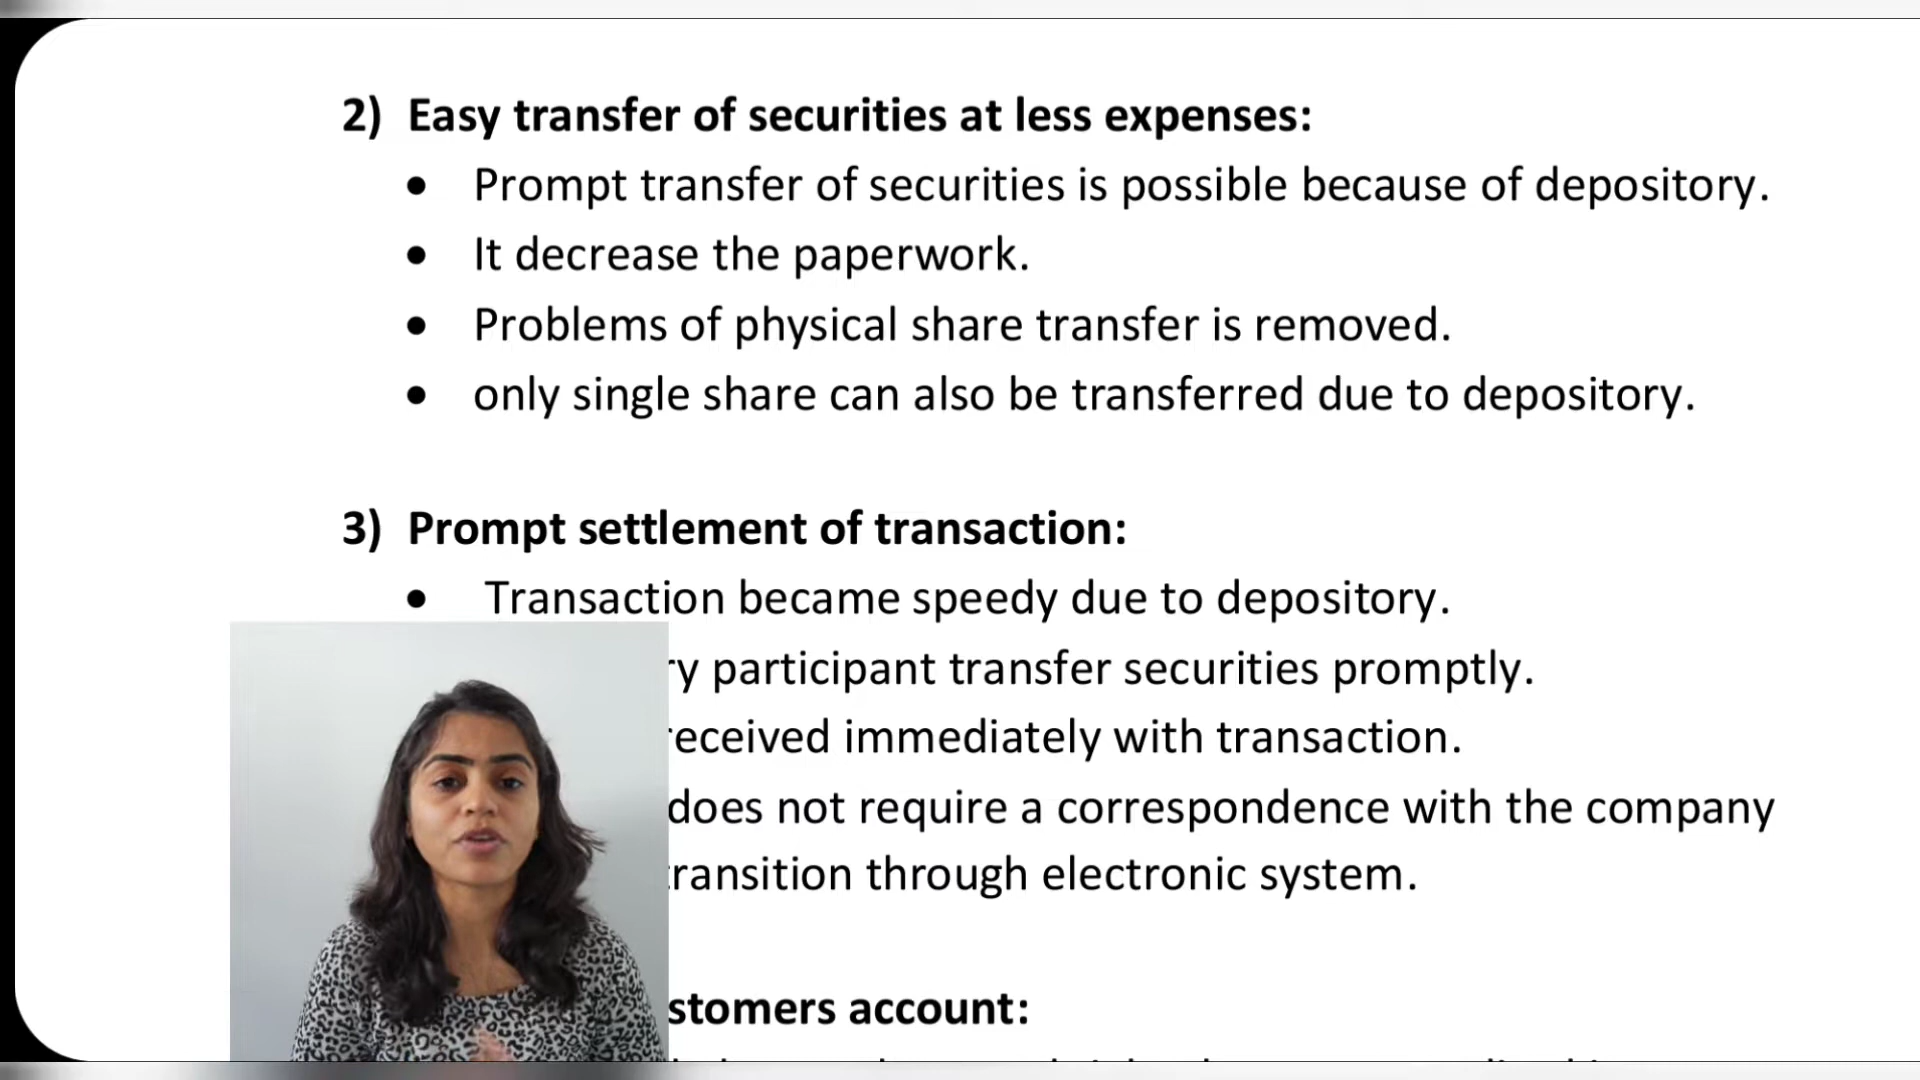 2) Easy transfer of securities at less expenses:
• Prompt transfer of securities is possible because of depository.
• It decrease the paperwork.
• Problems of physical share transfer is removed.
• only single share can also be transferred due to depository.
3) Prompt settlement of transaction:
• Transaction became speedy due to depository.
participant transfer securities promptly.
received immediately with transaction.
does not require a correspondence with the company
through electronic system.
account: